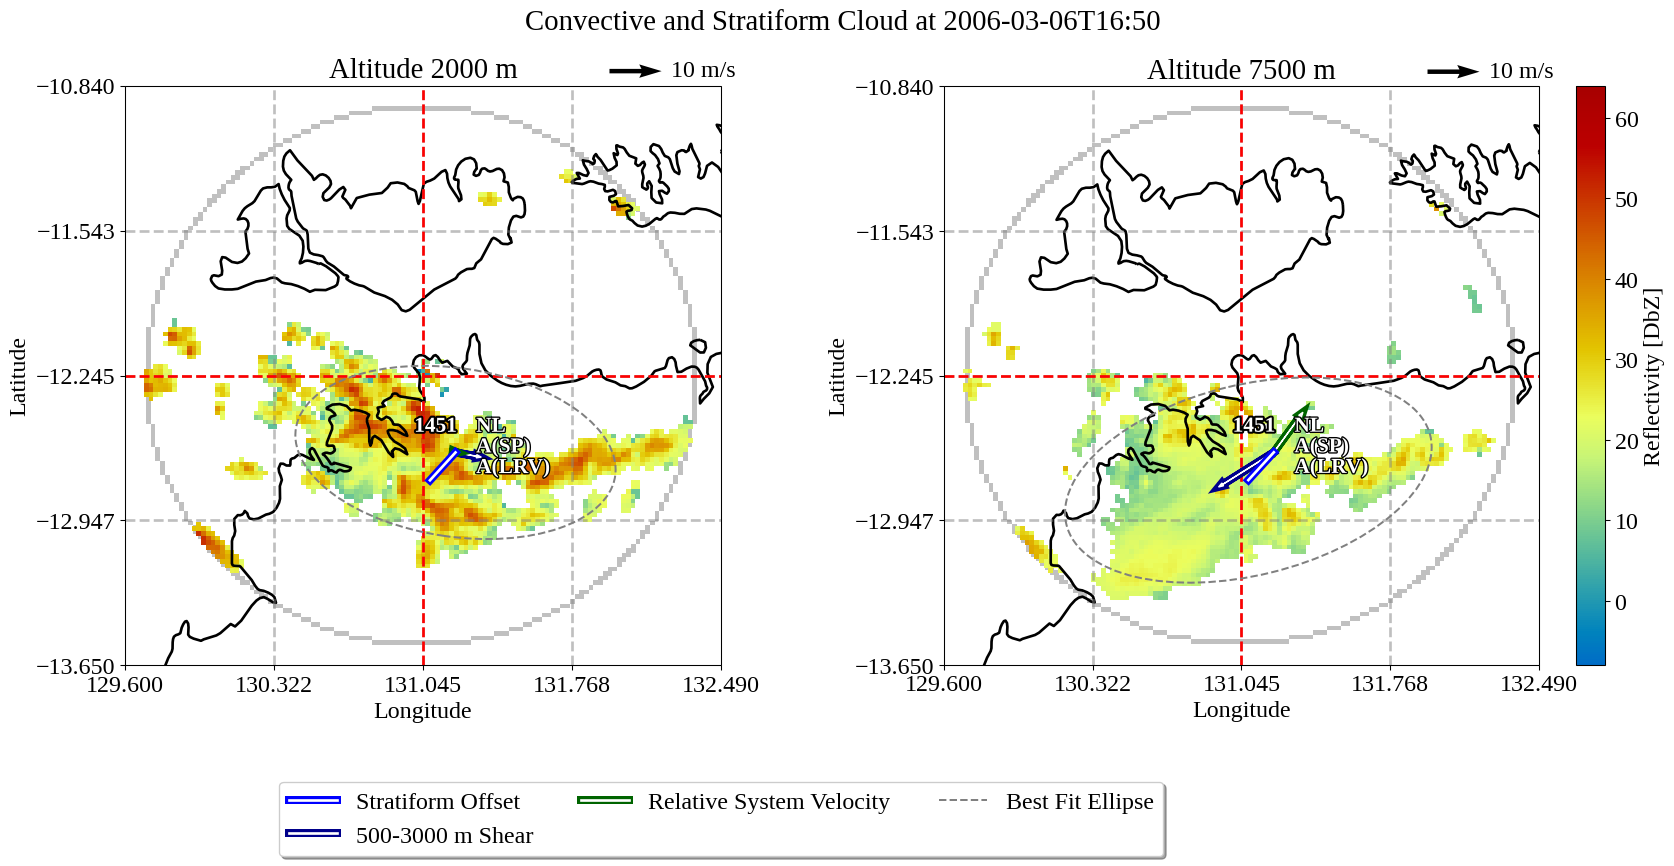 Convective and Stratiform Cloud at 2006-03-06T16:50
Altitude 2000 m
10 m/s
−10.840
−11.543
−12.245
−12.947
−13.650
Latitude
1451
NL
A(SP)
A(LRV)
129.600
130.322
131.045
131.768
132.490
Longitude
Altitude 7500 m
10 m/s
−10.840
−11.543
−12.245
−12.947
−13.650
Latitude
1451
NL
A(SP)
A(LRV)
129.600
130.322
131.045
131.768
132.490
Longitude
60
50
40
30
20
10
0
Reflectivity [DbZ]
Stratiform Offset
500-3000 m Shear
Relative System Velocity
Best Fit Ellipse